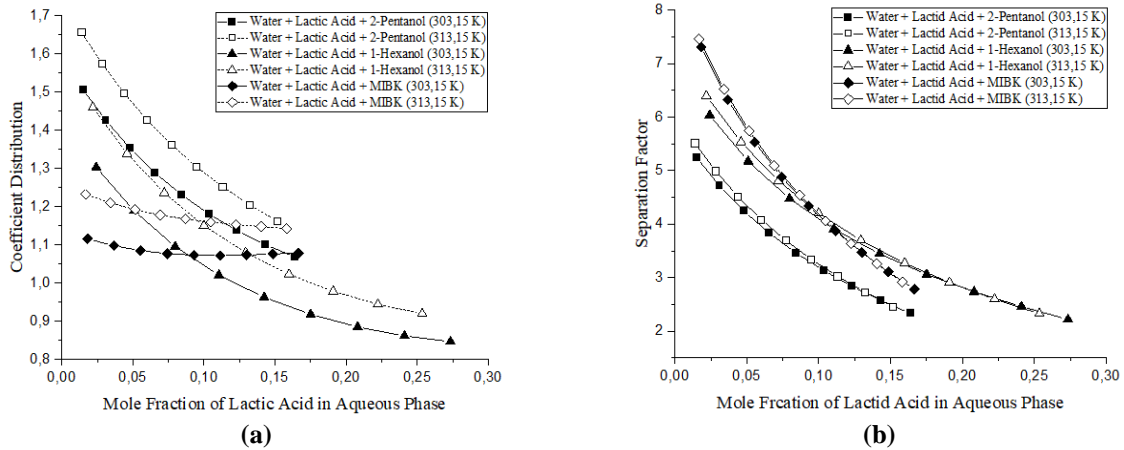 1,7
1,6
1,5
1,4
1,3
1,2
1,1
1,0
0,9
0,8
Coefficient Distribution
Water + Lactic Acid + 2-Pentanol (303,15 K)
Water + Lactic Acid + 2-Pentanol (313,15 K)
Water + Lactic Acid + 1-Hexanol (303,15 K)
Water + Lactic Acid + 1-Hexanol (313,15 K)
Water + Lactic Acid + MIBK (303,15 K)
Water + Lactic Acid + MIBK (313,15 K)
0,00 0,05 0,10 0,15 0,20 0,25 0,30
Mole Fraction of Lactic Acid in Aqueous Phase
(a)
8
7
6
5
4
3
2
Separation Factor
Water + Lactid Acid + 2-Pentanol (303,15 K)
Water + Lactid Acid + 2-Pentanol (313,15 K)
Water + Lactid Acid + 1-Hexanol (303,15 K)
Water + Lactid Acid + 1-Hexanol (313,15 K)
Water + Lactid Acid + MIBK (303,15 K)
Water + Lactid Acid + MIBK (313,15 K)
0,00 0,05 0,10 0,15 0,20 0,25 0,30
Mole Frcation of Lactid Acid in Aqueous Phase
(b)